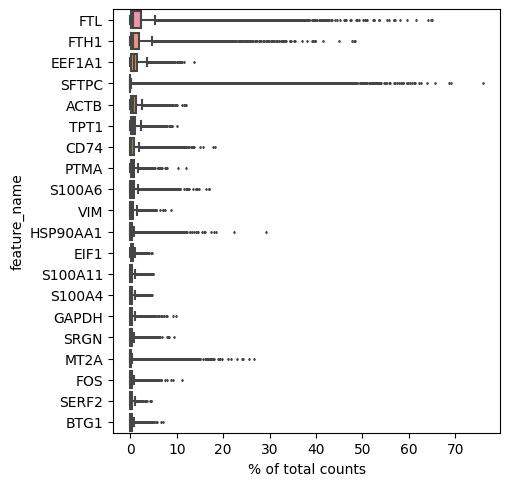 FTL
FTH1
EEF1A1
SFTPC
ACTB
TPT1
CD74
PTMA
S100A6
VIM
HSP90AA1
EIF1
S100A11
S100A4
GAPDH
SRGN
MT2A
FOS
SERF2
BTG1
feature_name
0 10 20 30 40 50 60 70
% of total counts